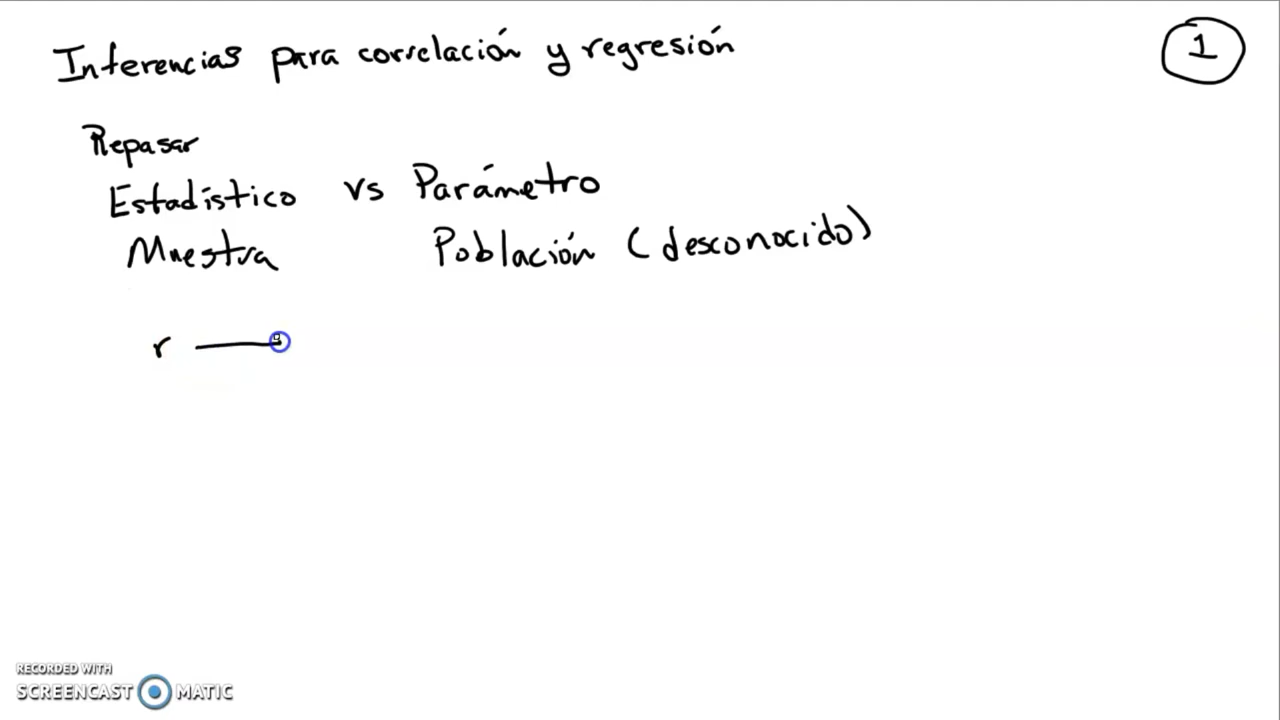 Inferencias para correlación y regresión
1
Repasar
Estadístico vs Parámetro
Muestra Población (desconocido)
r
RECORDED WITH
SCREENCAST MATIC